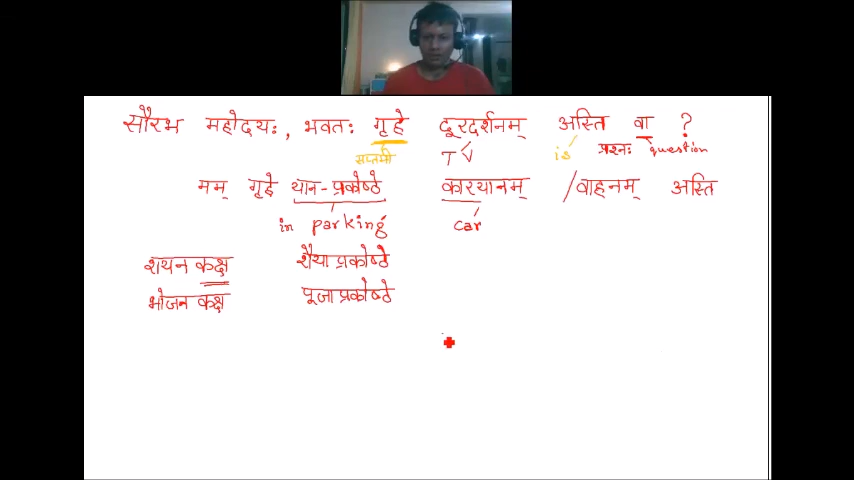 सौरभ महोदयः, भवतः गृहे दूरदर्शनम् अस्ति वा ?
सप्तमी TV is प्रश्नः question
मम् गृहे यान-प्रकोष्ठे कारयानम् /वाहनम् अस्ति
in parking car
शयन कक्ष शैया प्रकोष्ठे
भोजन कक्ष पूजा प्रकोष्ठे